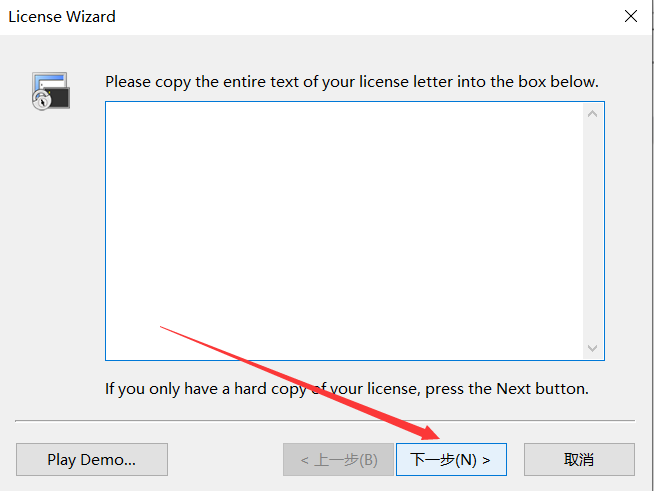 License Wizard
Please copy the entire text of your license letter into the box below.
If you only have a hard copy of your license, press the Next button.
Play Demo... < 上一步(B) 下一步(N) > 取消